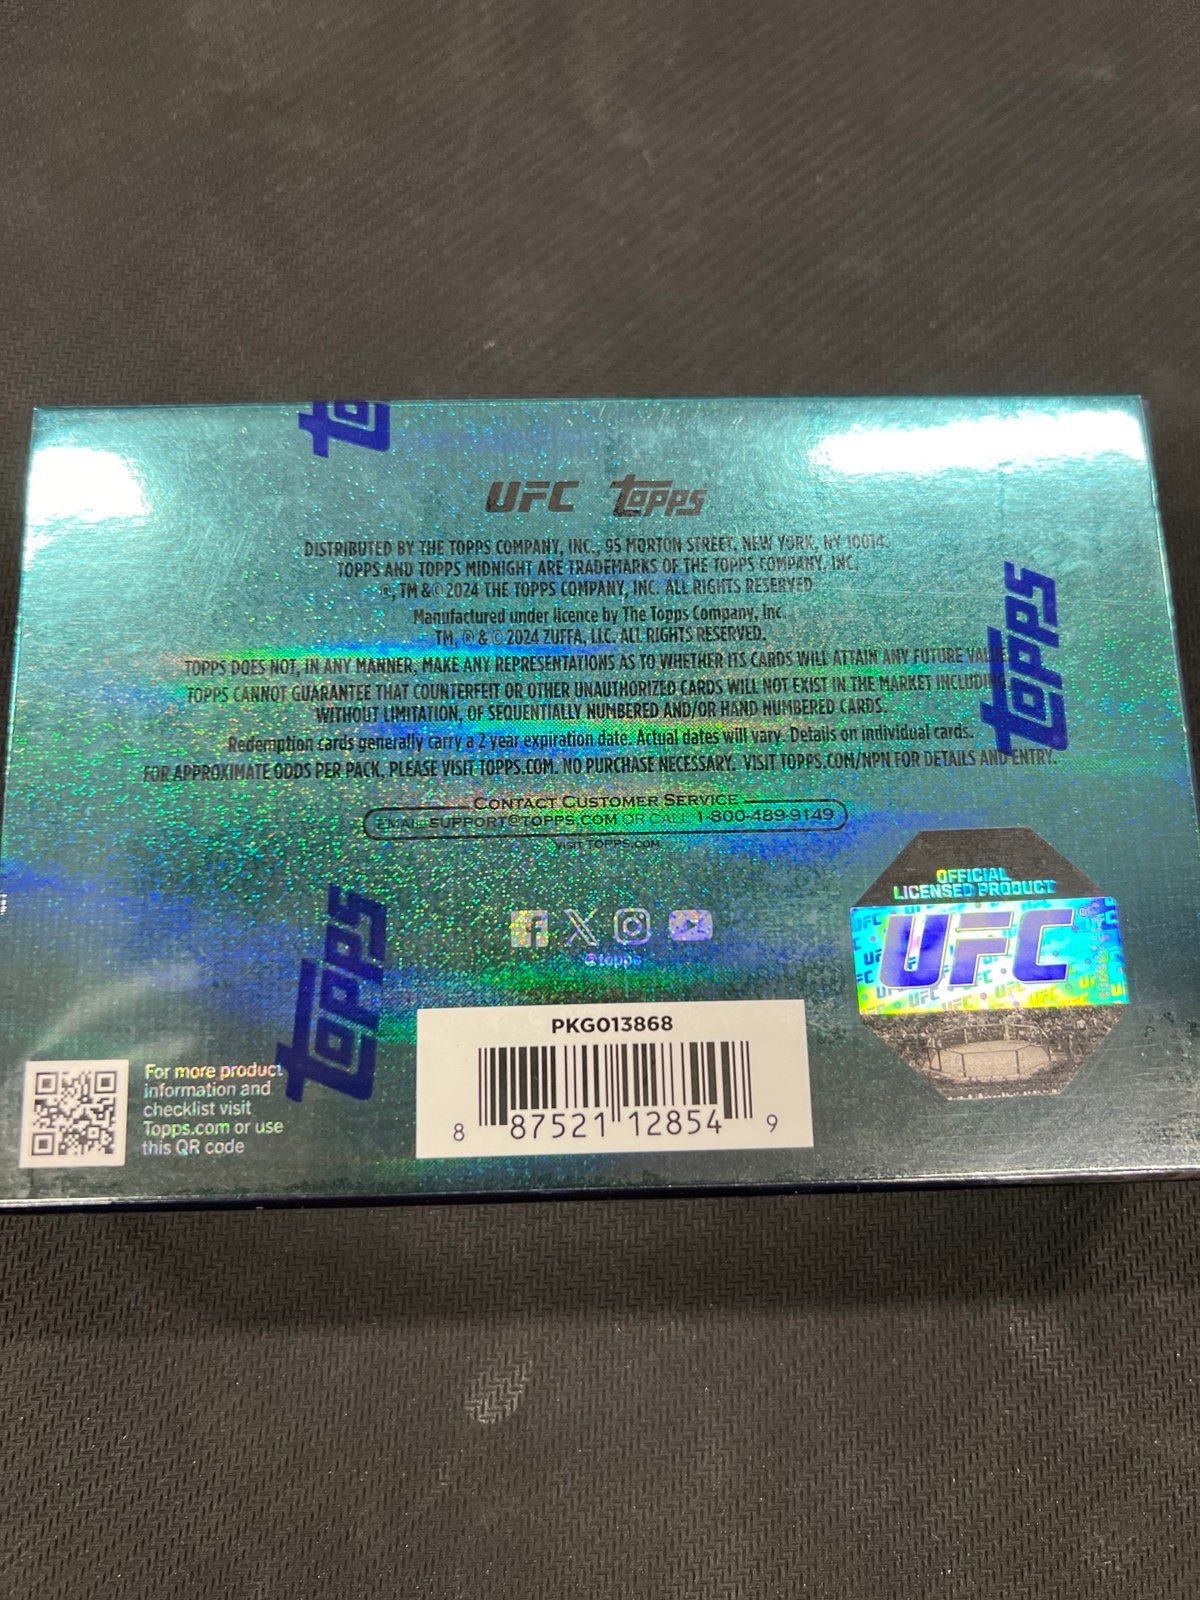 topps
UFC topps
DISTRIBUTED BY THE TOPPS COMPANY, INC., 95 MORTON STREET, NEW YORK, NY 10014.
TOPPS AND TOPPS MIDNIGHT ARE TRADEMARKS OF THE TOPPS COMPANY, INC.
®, TM & © 2024 THE TOPPS COMPANY, INC. ALL RIGHTS RESERVED
Manufactured under licence by The Topps Company, Inc.
TM, ® & © 2024 ZUFFA, LLC. ALL RIGHTS RESERVED.
TOPPS DOES NOT, IN ANY MANNER, MAKE ANY REPRESENTATIONS AS TO WHETHER ITS CARDS WILL ATTAIN ANY FUTURE VALUE
TOPPS CANNOT GUARANTEE THAT COUNTERFEIT OR OTHER UNAUTHORIZED CARDS WILL NOT EXIST IN THE MARKET INCLUDING
WITHOUT LIMITATION, OF SEQUENTIALLY NUMBERED AND/OR HAND NUMBERED CARDS.
Redemption cards generally carry a 2 year expiration date. Actual dates will vary. Details on individual cards.
FOR APPROXIMATE ODDS PER PACK, PLEASE VISIT TOPPS.COM. NO PURCHASE NECESSARY. VISIT TOPPS.COM/NPN FOR DETAILS AND ENTRY.
topps
CONTACT CUSTOMER SERVICE
EMAIL SUPPORT@TOPPS.COM OR CALL 1-800-489-9149
VISIT TOPPS.COM
@topps
topps
OFFICIAL
LICENSED PRODUCT
UFC®
PKG013868
8 87521 12854 9
For more product
information and
checklist visit
Topps.com or use
this QR code